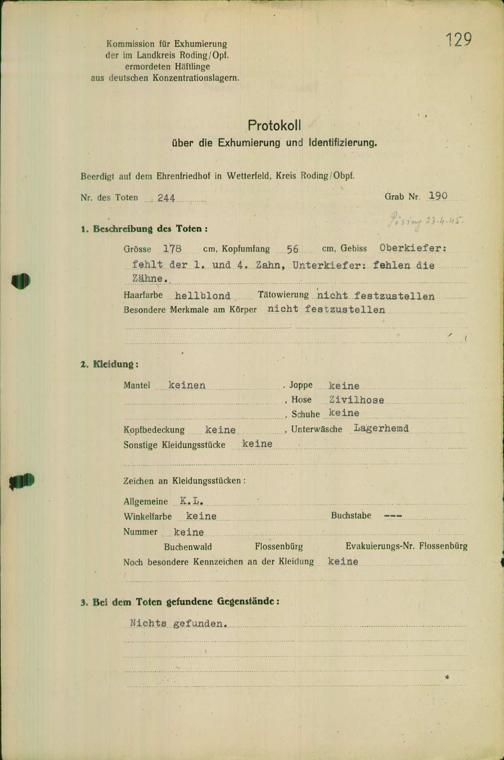 129
Kommission für Exhumierung
der im Landkreis Roding/Opf.
ermordeten Häftlinge
aus deutschen Konzentrationslagern.
Protokoll
über die Exhumierung und Identifizierung.
Beerdigt auf dem Ehrenfriedhof in Wetterfeld, Kreis Roding/Obpf.
Nr. des Toten 244 Grab Nr. 190
Pösing 23-4-45.
1. Beschreibung des Toten:
Grösse 178 cm, Kopfumfang 56 cm, Gebiss Oberkiefer:
fehlt der 1. und 4. Zahn, Unterkiefer: fehlen die
Zähne.
Haarfarbe hellblond Tätowierung nicht festzustellen
Besondere Merkmale am Körper nicht festzustellen
2. Kleidung:
Mantel keinen , Joppe keine
, Hose Zivilhose
, Schuhe keine
Kopfbedeckung keine , Unterwäsche Lagerhemd
Sonstige Kleidungsstücke keine
Zeichen an Kleidungsstücken:
Allgemeine K.L.
Winkelfarbe keine Buchstabe ---
Nummer keine
Buchenwald Flossenbürg Evakuierungs-Nr. Flossenbürg
Noch besondere Kennzeichen an der Kleidung keine
3. Bei dem Toten gefundene Gegenstände:
Nichts gefunden.